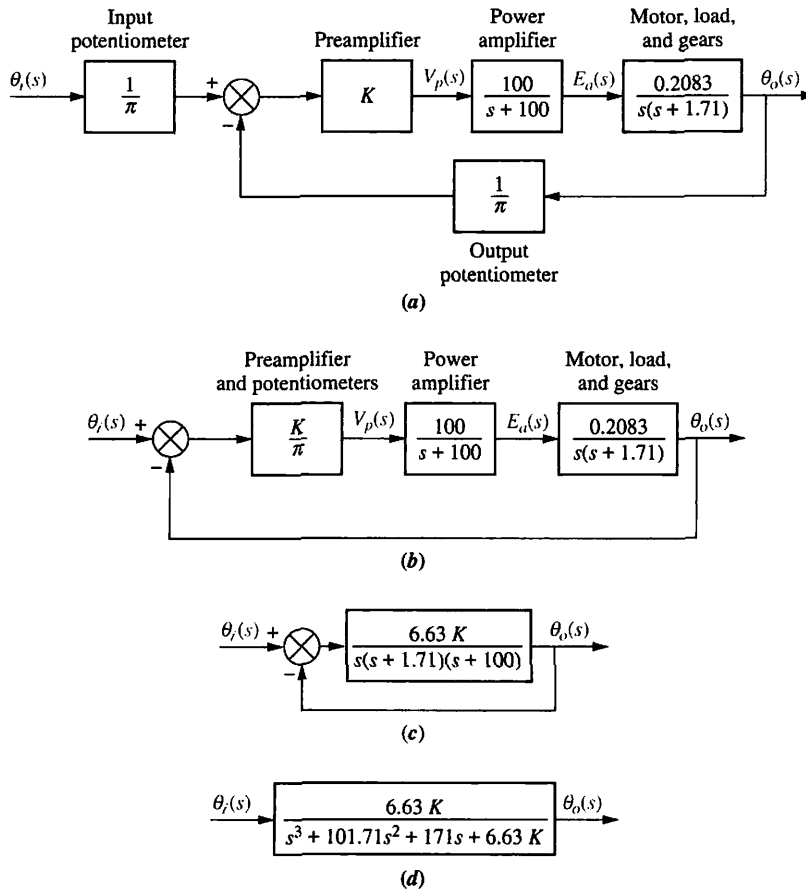 Input
potentiometer
Preamplifier
Power
amplifier
Motor, load,
and gears
θi(s)
1
π
+
−
K
Vp(s)
100
s + 100
Ea(s)
0.2083
s(s + 1.71)
θo(s)
1
π
Output
potentiometer
(a)
Preamplifier
and potentiometers
Power
amplifier
Motor, load,
and gears
θi(s) +
−
K
π
Vp(s)
100
s + 100
Ea(s)
0.2083
s(s + 1.71)
θo(s)
(b)
θi(s) +
−
6.63 K
s(s + 1.71)(s + 100)
θo(s)
(c)
θi(s)
6.63 K
s³ + 101.71s² + 171s + 6.63 K
θo(s)
(d)